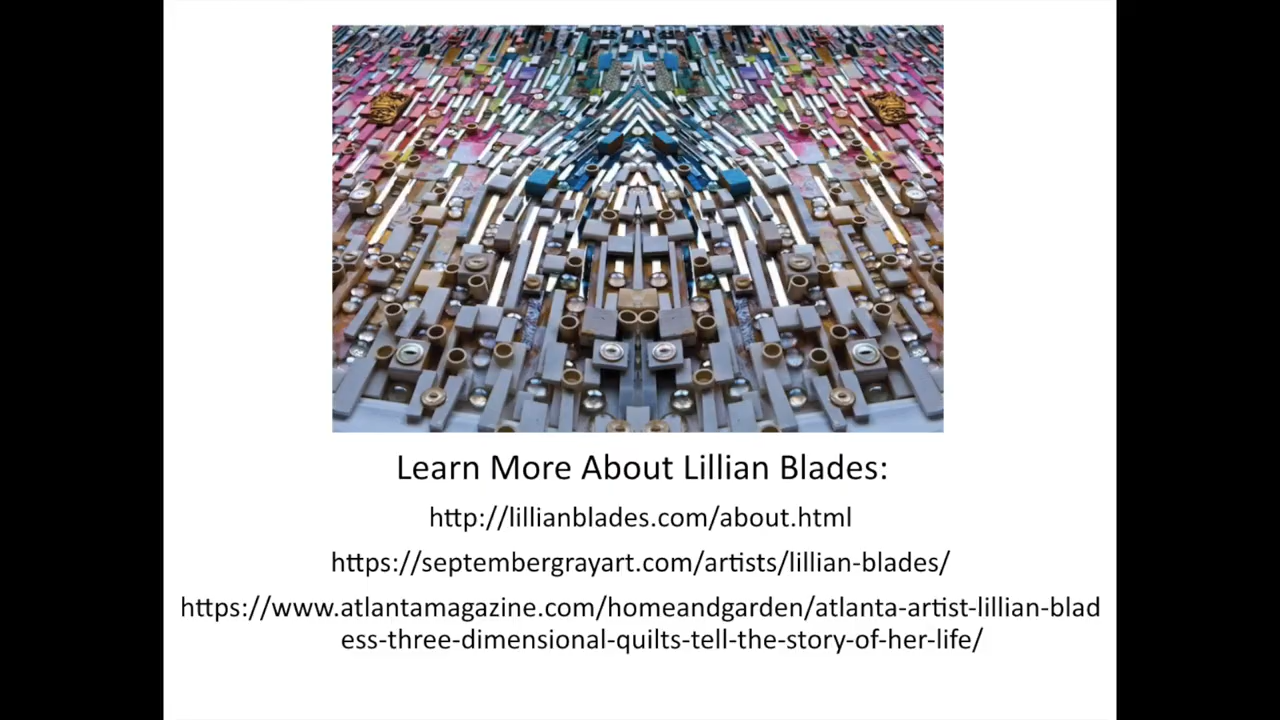 Learn More About Lillian Blades:
http://lillianblades.com/about.html
https://septembergrayart.com/artists/lillian-blades/
https://www.atlantamagazine.com/homeandgarden/atlanta-artist-lillian-blad
ess-three-dimensional-quilts-tell-the-story-of-her-life/